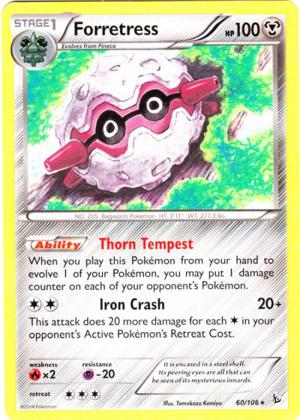 STAGE1
Forretress
HP 100
Evolves from Pineco
NO. 205 Bagworm Pokémon HT. 3'11" WT. 277.3 lbs.
Ability Thorn Tempest
When you play this Pokémon from your hand to
evolve 1 of your Pokémon, you may put 1 damage
counter on each of your opponent's Pokémon.
Iron Crash 20+
This attack does 20 more damage for each in your
opponent's Active Pokémon's Retreat Cost.
weakness resistance
×2 -20
retreat
It is encased in a steel shell.
Its peering eyes are all that can
be seen of its mysterious innards.
Illus. Tomokazu Komiya
60/106
©2014 Pokémon